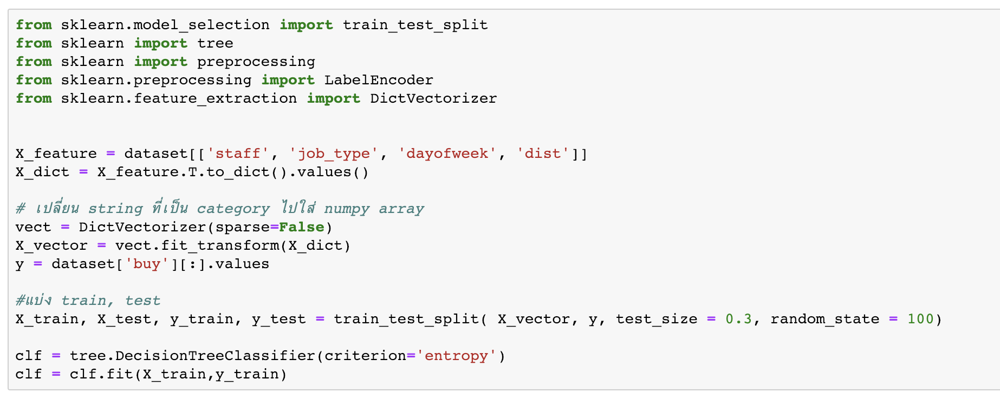 from sklearn.model_selection import train_test_split
from sklearn import tree
from sklearn import preprocessing
from sklearn.preprocessing import LabelEncoder
from sklearn.feature_extraction import DictVectorizer
X_feature = dataset[['staff', 'job_type', 'dayofweek', 'dist']]
X_dict = X_feature.T.to_dict().values()
# เปลี่ยน string ที่เป็น category ไปใส่ numpy array
vect = DictVectorizer(sparse=False)
X_vector = vect.fit_transform(X_dict)
y = dataset['buy'][:].values
#แบ่ง train, test
X_train, X_test, y_train, y_test = train_test_split( X_vector, y, test_size = 0.3, random_state = 100)
clf = tree.DecisionTreeClassifier(criterion='entropy')
clf = clf.fit(X_train,y_train)